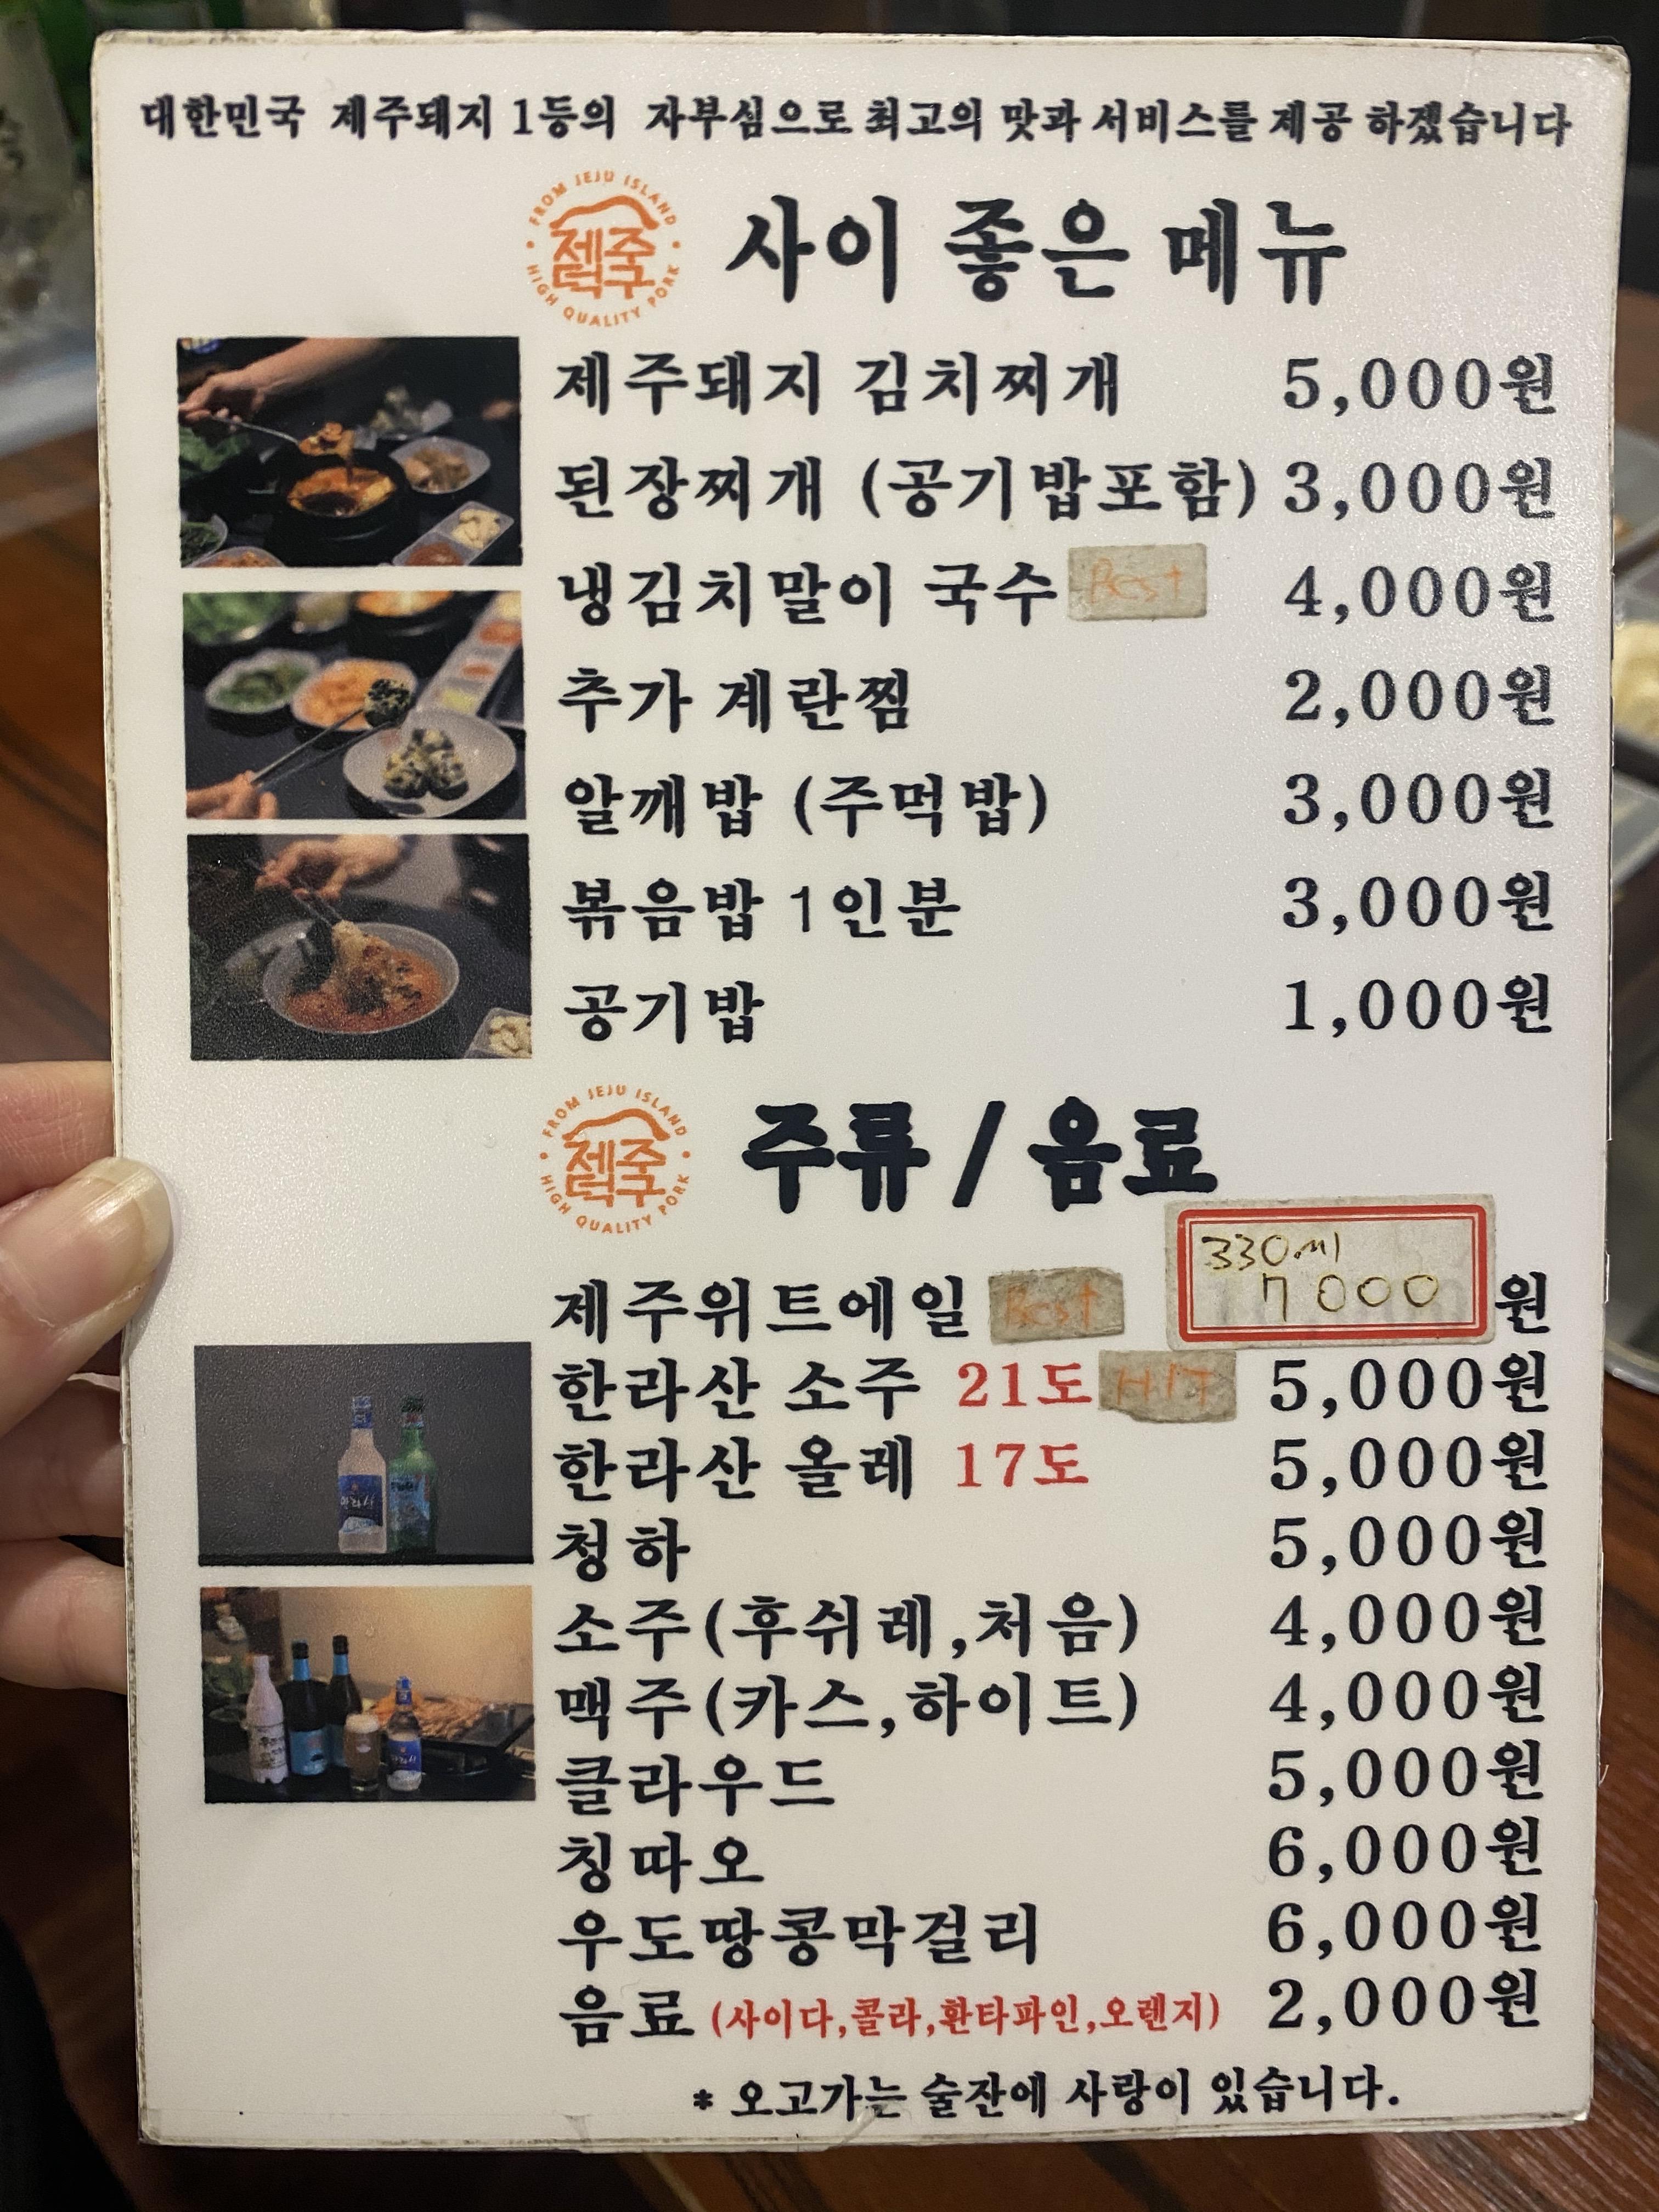 대한민국 제주돼지 1등의 자부심으로 최고의 맛과 서비스를 제공 하겠습니다
FROM JEJU ISLAND
제주
덕구
HIGH QUALITY PORK
사이 좋은 메뉴
제주돼지 김치찌개 5,000원
된장찌개 (공기밥포함) 3,000원
냉김치말이 국수 Best 4,000원
추가 계란찜 2,000원
알깨밥 (주먹밥) 3,000원
볶음밥 1인분 3,000원
공기밥 1,000원
FROM JEJU ISLAND
제주
덕구
HIGH QUALITY PORK
주류 / 음료
330ml
제주위트에일 Best 7000 원
한라산 소주 21도 HIT 5,000원
한라산 올레 17도 5,000원
청하 5,000원
소주(후쉬레,처음) 4,000원
맥주(카스,하이트) 4,000원
클라우드 5,000원
칭따오 6,000원
우도땅콩막걸리 6,000원
음료 (사이다,콜라,환타파인,오렌지) 2,000원
* 오고가는 술잔에 사랑이 있습니다.